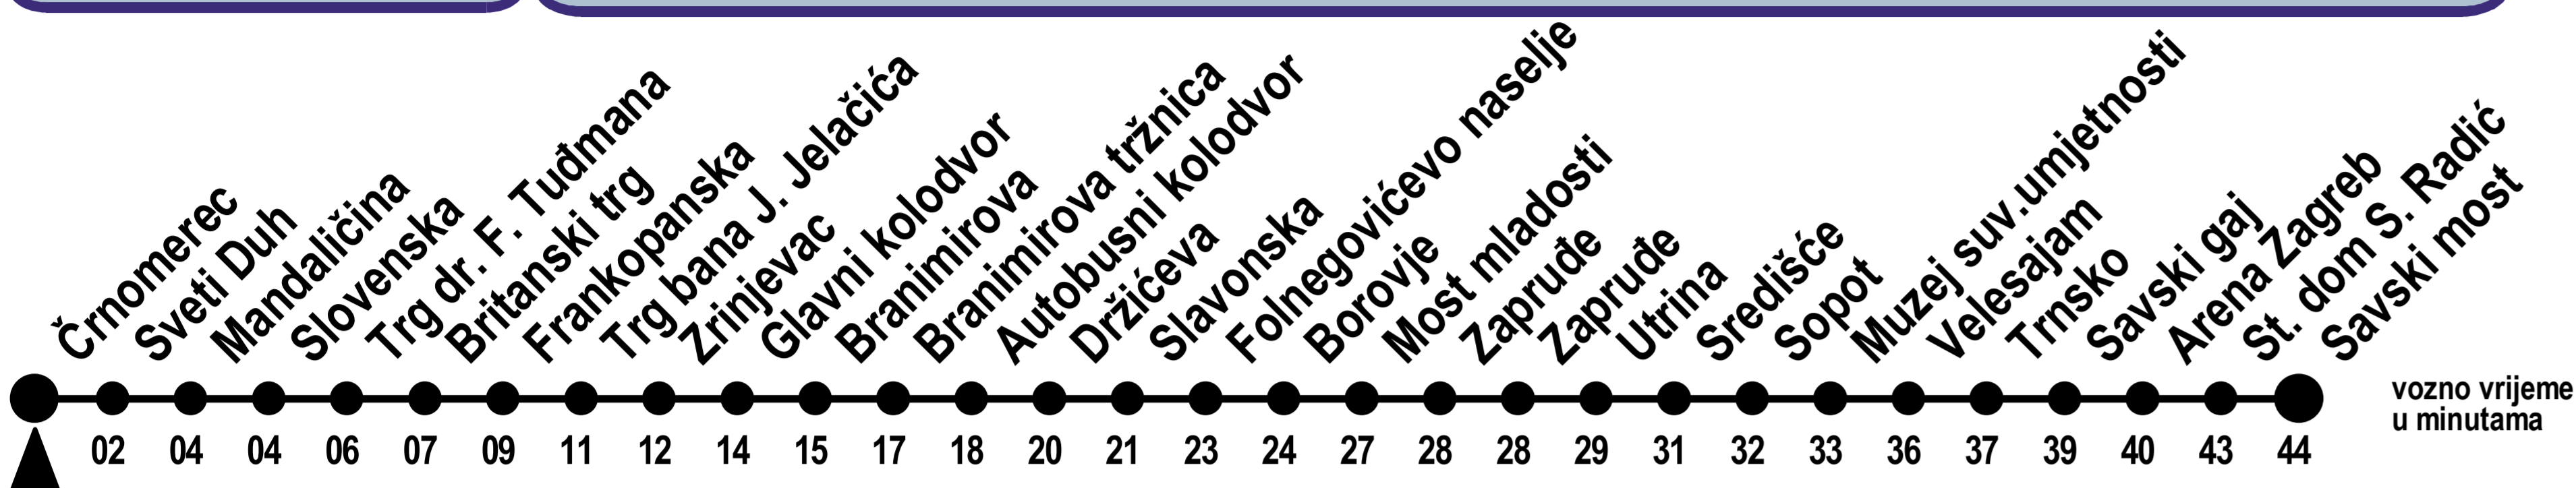 Črnomerec
Sveti Duh
Mandaličina
Slovenska
Trg dr. F. Tuđmana
Britanski trg
Frankopanska
Trg bana J. Jelačića
Zrinjevac
Glavni kolodvor
Branimirova
Branimirova tržnica
Autobusni kolodvor
Držićeva
Slavonska
Folnegovićevo naselje
Borovje
Most mladosti
Zapruđe
Zapruđe
Utrina
Središće
Sopot
Muzej suv.umjetnosti
Velesajam
Trnsko
Savski gaj
Arena Zagreb
St. dom S. Radić
Savski most
02 04 04 06 07 09 11 12 14 15 17 18 20 21 23 24 27 28 28 29 31 32 33 36 37 39 40 43 44
vozno vrijeme
u minutama